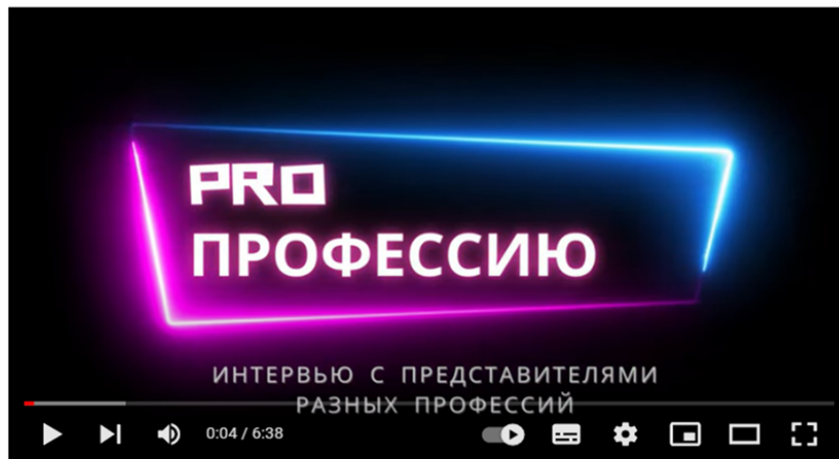 PRO
ПРОФЕССИЮ
ИНТЕРВЬЮ С ПРЕДСТАВИТЕЛЯМИ
РАЗНЫХ ПРОФЕССИЙ
0:04 / 6:38